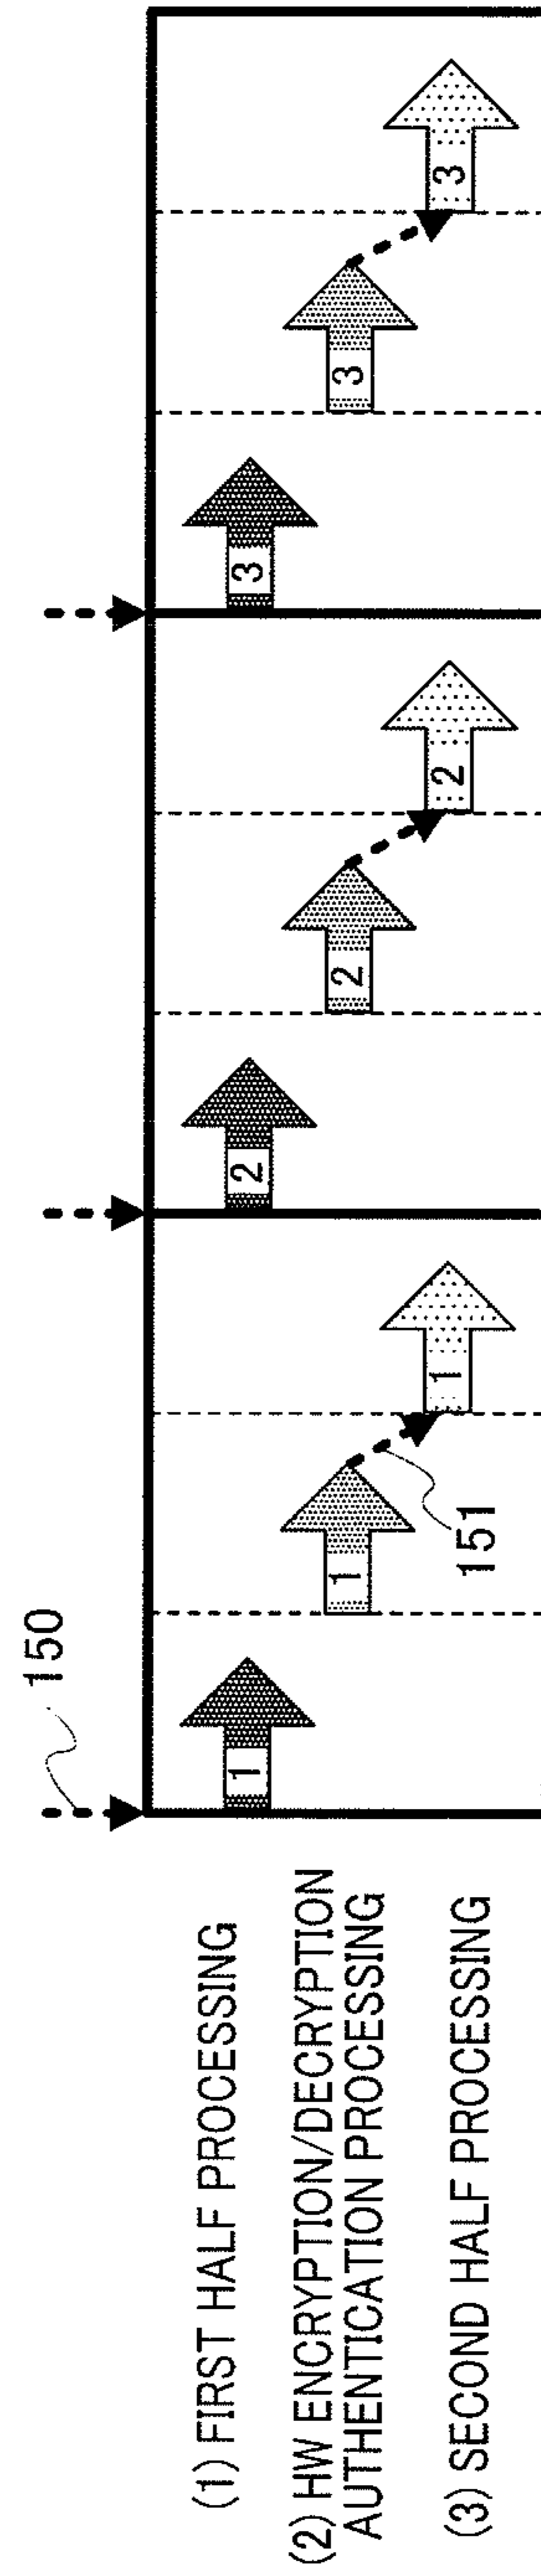 150
(1) FIRST HALF PROCESSING
1
2
3
(2) HW ENCRYPTION/DECRYPTION
AUTHENTICATION PROCESSING
1
2
3
151
(3) SECOND HALF PROCESSING
1
2
3